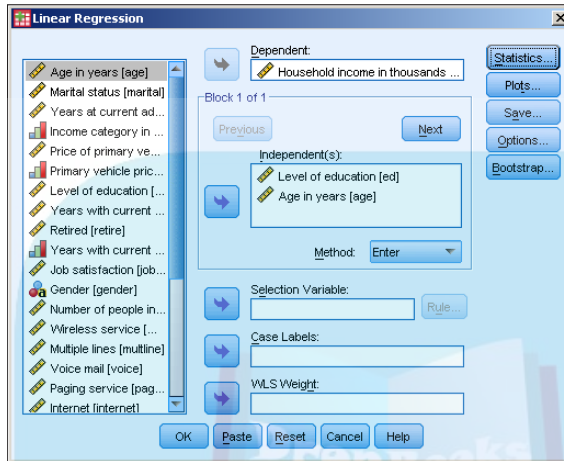 Linear Regression
Age in years [age]
Marital status [marital]
Years at current ad...
Income category in ...
Price of primary ve...
Primary vehicle pric...
Level of education [...
Years with current ...
Retired [retire]
Years with current ...
Job satisfaction [job...
Gender [gender]
Number of people in...
Wireless service [...
Multiple lines [multline]
Voice mail [voice]
Paging service [pag...
Internet [internet]
Dependent:
Household income in thousands ...
Block 1 of 1
Previous
Next
Independent(s):
Level of education [ed]
Age in years [age]
Method: Enter
Selection Variable:
Rule...
Case Labels:
WLS Weight:
Statistics...
Plots...
Save...
Options...
Bootstrap...
OK Paste Reset Cancel Help